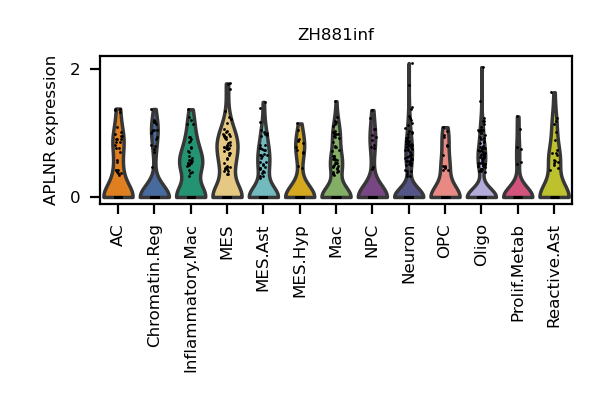 ZH881inf
APLNR expression
2
0
AC
Chromatin.Reg
Inflammatory.Mac
MES
MES.Ast
MES.Hyp
Mac
NPC
Neuron
OPC
Oligo
Prolif.Metab
Reactive.Ast